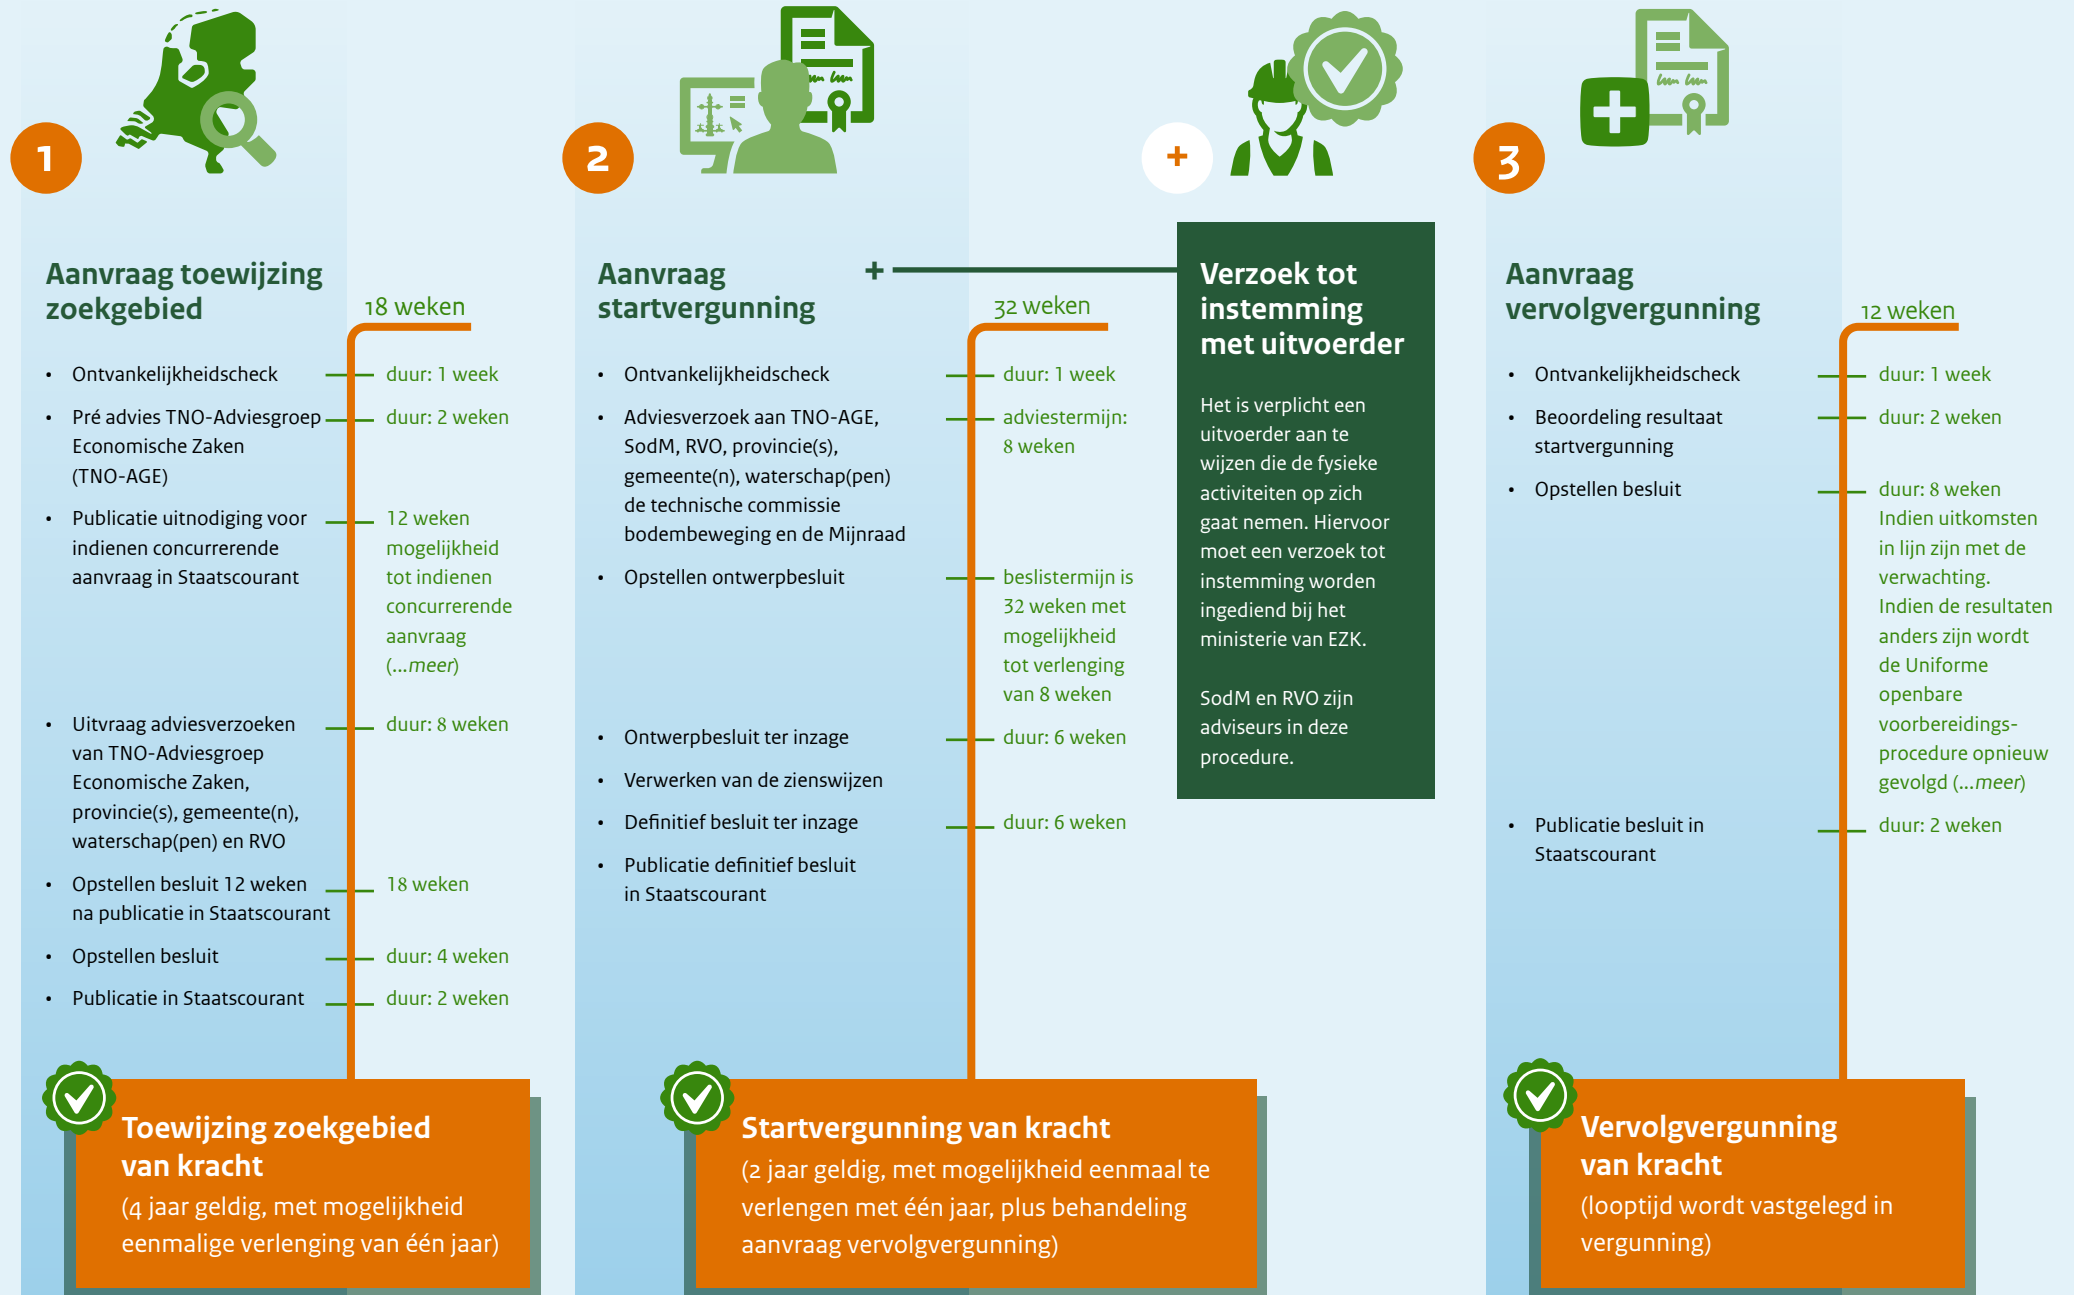 1
Aanvraag toewijzing
zoekgebied
18 weken
• Ontvankelijkheidscheck
duur: 1 week
• Pré advies TNO-Adviesgroep
Economische Zaken
(TNO-AGE)
duur: 2 weken
• Publicatie uitnodiging voor
indienen concurrerende
aanvraag in Staatscourant
12 weken
mogelijkheid
tot indienen
concurrerende
aanvraag
(...meer)
• Uitvraag adviesverzoeken
van TNO-Adviesgroep
Economische Zaken,
provincie(s), gemeente(n),
waterschap(pen) en RVO
duur: 8 weken
• Opstellen besluit 12 weken
na publicatie in Staatscourant
18 weken
• Opstellen besluit
duur: 4 weken
• Publicatie in Staatscourant
duur: 2 weken
Toewijzing zoekgebied
van kracht
(4 jaar geldig, met mogelijkheid
eenmalige verlenging van één jaar)
2
Aanvraag
startvergunning
+
32 weken
• Ontvankelijkheidscheck
duur: 1 week
• Adviesverzoek aan TNO-AGE,
SodM, RVO, provincie(s),
gemeente(n), waterschap(pen)
de technische commissie
bodembeweging en de Mijnraad
adviestermijn:
8 weken
• Opstellen ontwerpbesluit
beslistermijn is
32 weken met
mogelijkheid
tot verlenging
van 8 weken
• Ontwerpbesluit ter inzage
duur: 6 weken
• Verwerken van de zienswijzen
• Definitief besluit ter inzage
duur: 6 weken
• Publicatie definitief besluit
in Staatscourant
Startvergunning van kracht
(2 jaar geldig, met mogelijkheid eenmaal te
verlengen met één jaar, plus behandeling
aanvraag vervolgvergunning)
+
Verzoek tot
instemming
met uitvoerder
Het is verplicht een
uitvoerder aan te
wijzen die de fysieke
activiteiten op zich
gaat nemen. Hiervoor
moet een verzoek tot
instemming worden
ingediend bij het
ministerie van EZK.
SodM en RVO zijn
adviseurs in deze
procedure.
3
Aanvraag
vervolgvergunning
12 weken
• Ontvankelijkheidscheck
duur: 1 week
• Beoordeling resultaat
startvergunning
duur: 2 weken
• Opstellen besluit
duur: 8 weken
Indien uitkomsten
in lijn zijn met de
verwachting.
Indien de resultaten
anders zijn wordt
de Uniforme
openbare
voorbereidings-
procedure opnieuw
gevolgd (...meer)
• Publicatie besluit in
Staatscourant
duur: 2 weken
Vervolgvergunning
van kracht
(looptijd wordt vastgelegd in
vergunning)